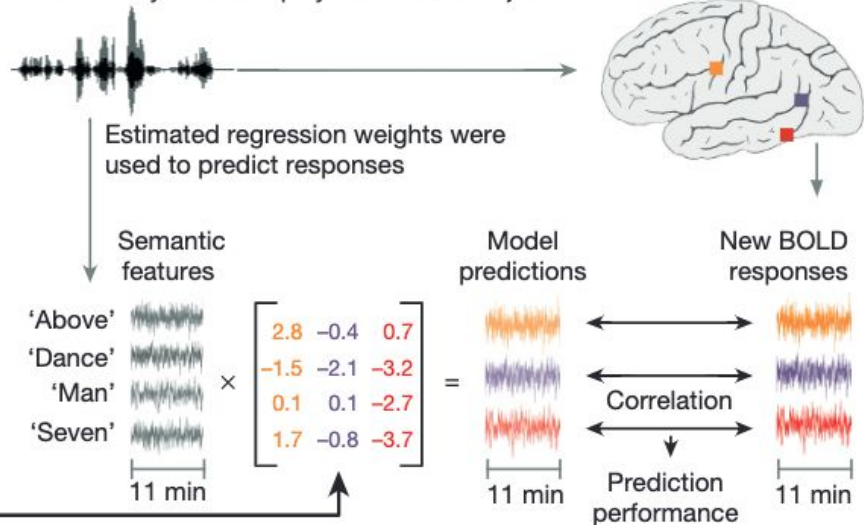 Estimated regression weights were
used to predict responses
Semantic
features
Model
predictions
New BOLD
responses
‘Above’
‘Dance’
‘Man’
‘Seven’
×
2.8 −0.4 0.7
−1.5 −2.1 −3.2
0.1 0.1 −2.7
1.7 −0.8 −3.7
=
Correlation
Prediction
performance
11 min
11 min
11 min